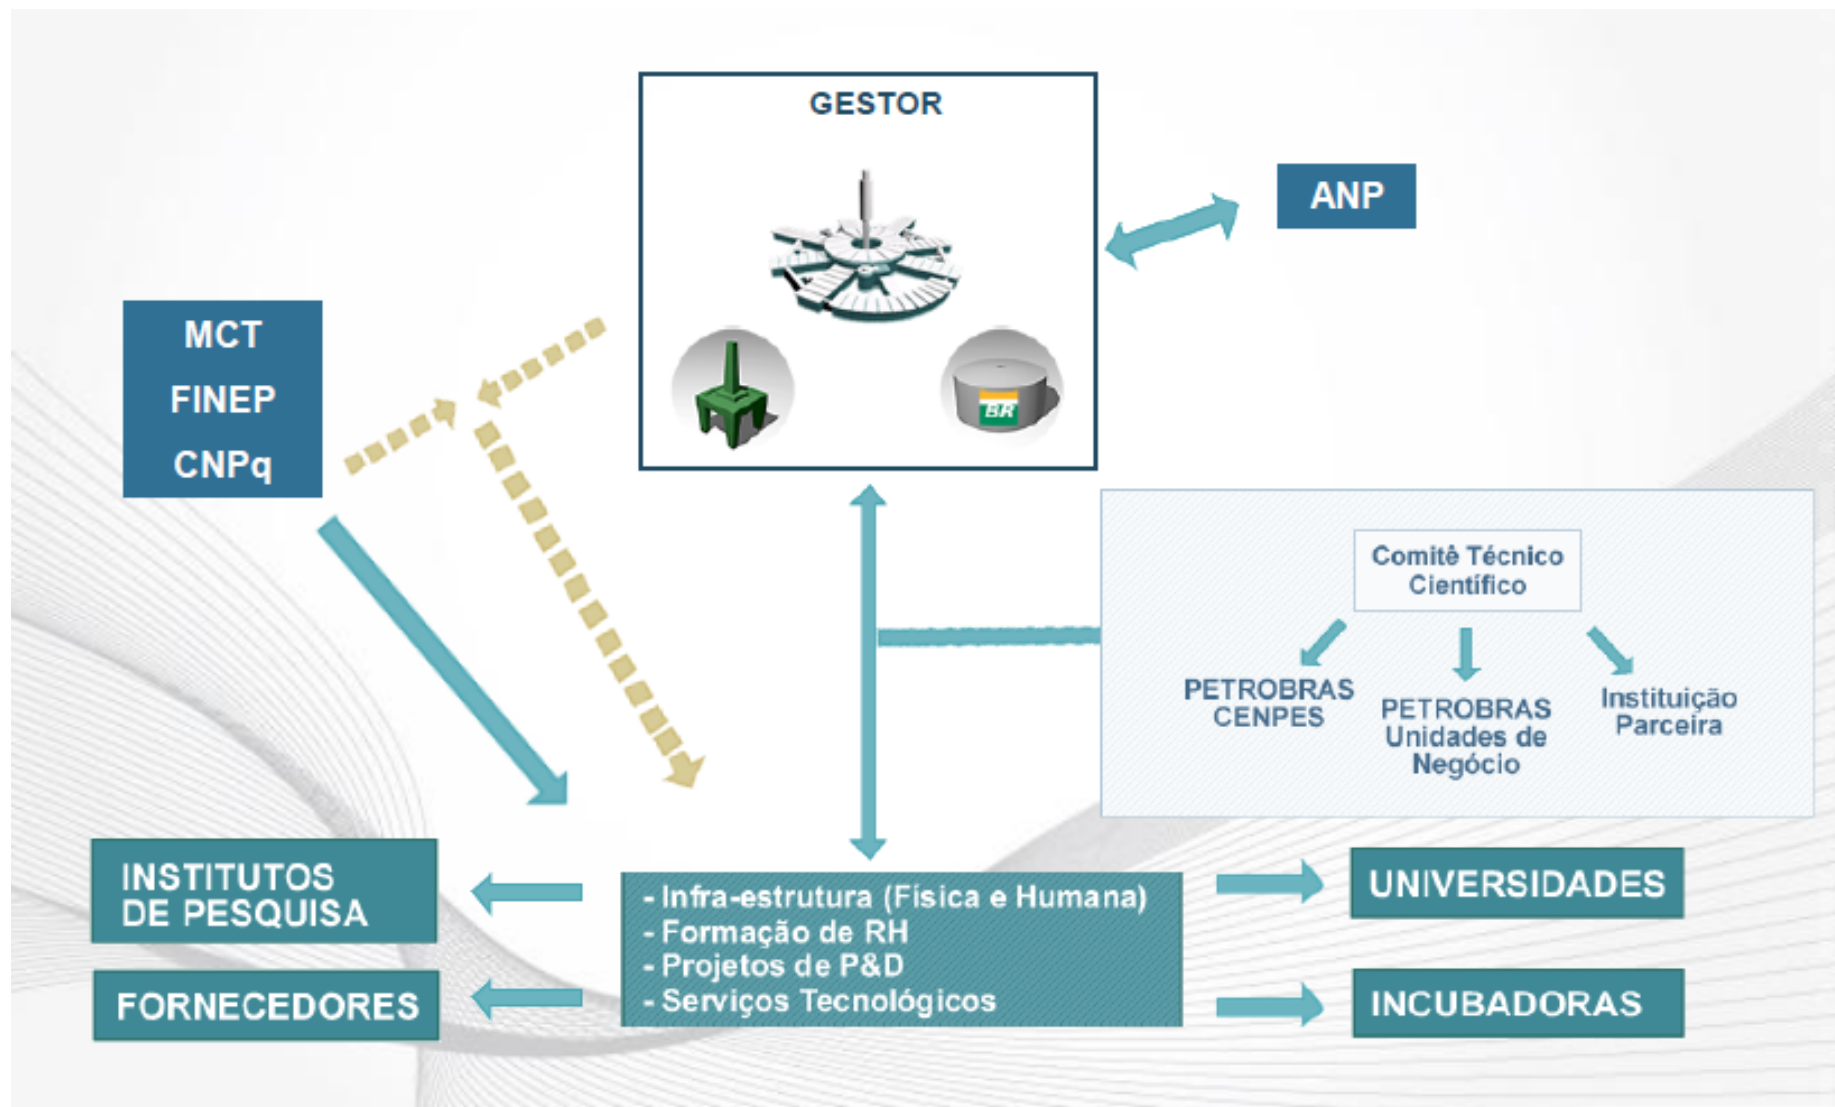 GESTOR
ANP
MCT
FINEP
CNPq
BR
Comitê Técnico
Científico
PETROBRAS
CENPES
PETROBRAS
Unidades de
Negócio
Instituição
Parceira
INSTITUTOS
DE PESQUISA
FORNECEDORES
- Infra-estrutura (Física e Humana)
- Formação de RH
- Projetos de P&D
- Serviços Tecnológicos
UNIVERSIDADES
INCUBADORAS